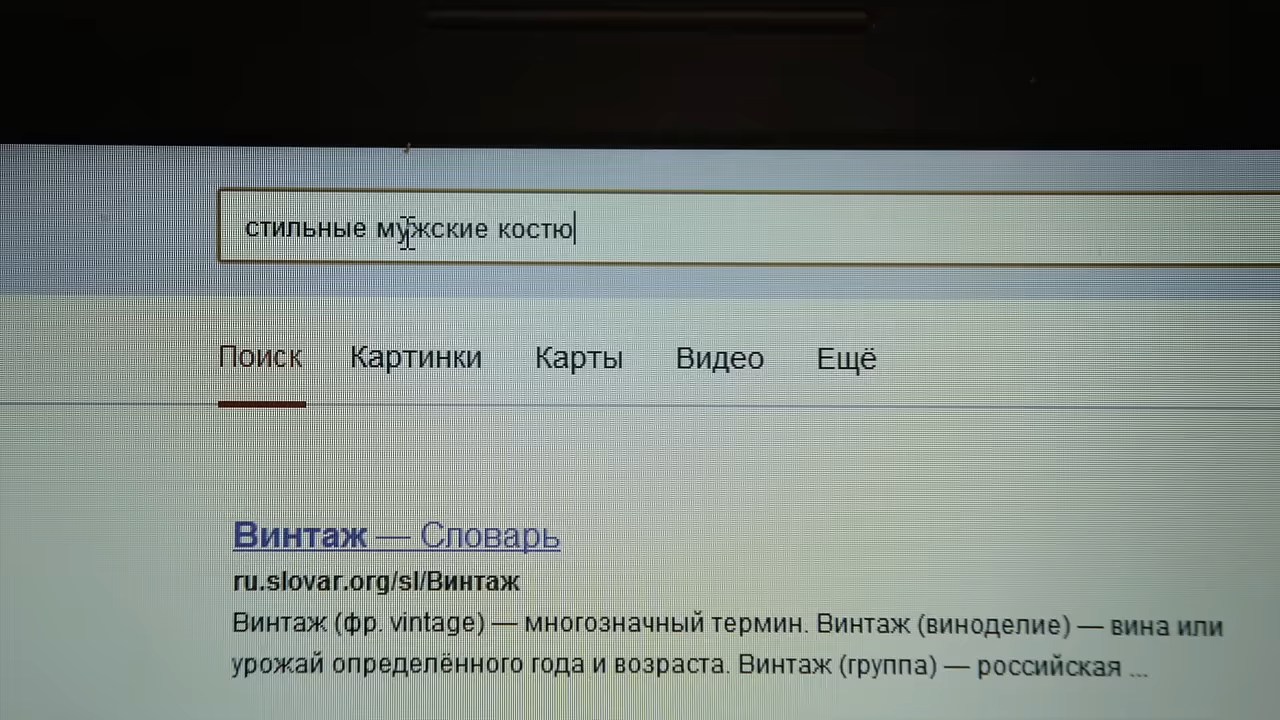 стильные мужские костю
Поиск Картинки Карты Видео Ещё
Винтаж — Словарь
ru.slovar.org/sl/Винтаж
Винтаж (фр. vintage) — многозначный термин. Винтаж (виноделие) — вина или
урожай определённого года и возраста. Винтаж (группа) — российская ...